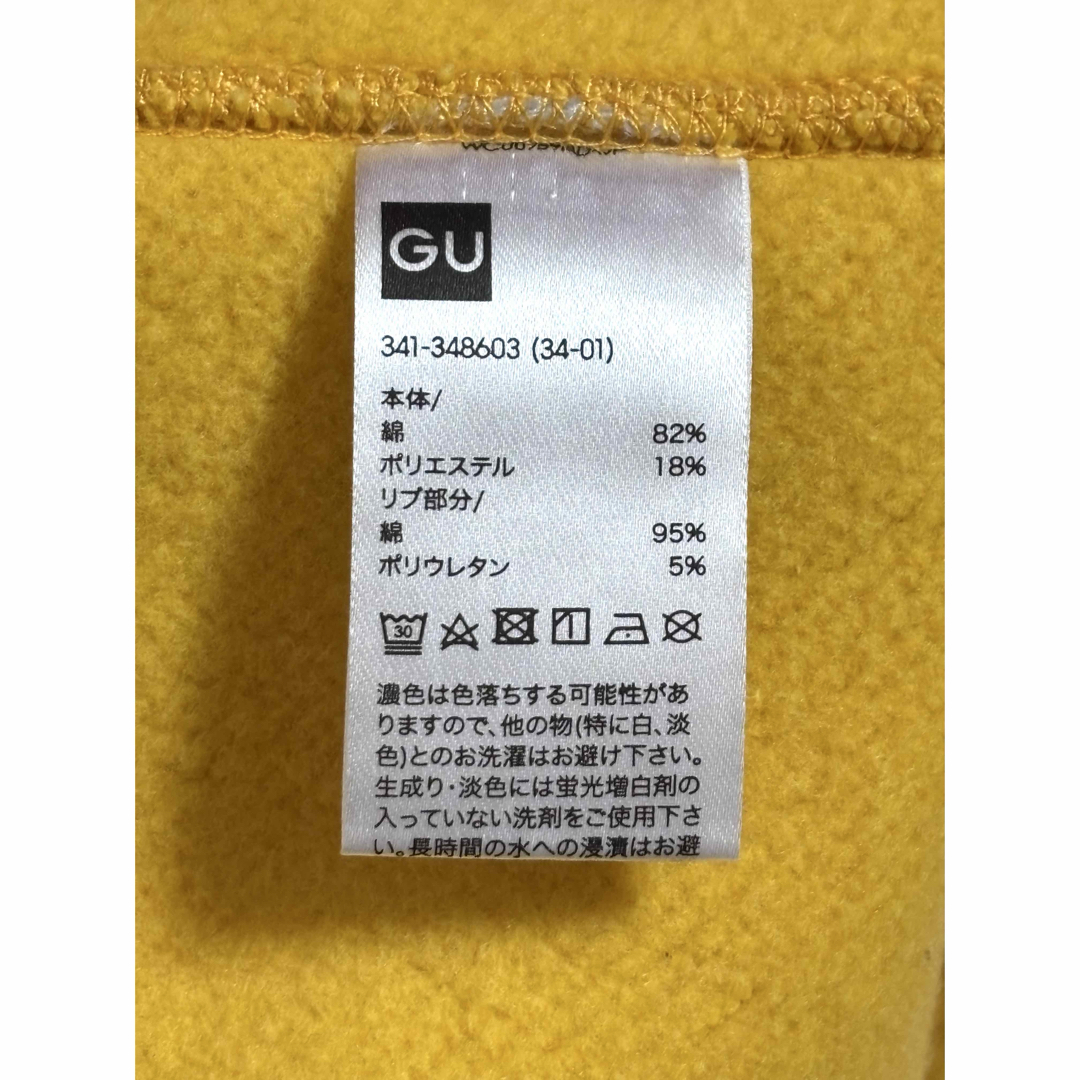 GU
341-348603 (34-01)
本体/
綿 82%
ポリエステル 18%
リブ部分/
綿 95%
ポリウレタン 5%
30
濃色は色落ちする可能性があ
りますので、他の物(特に白、淡
色)とのお洗濯はお避け下さい。
生成り・淡色には蛍光増白剤の
入っていない洗剤をご使用下さ
い。長時間の水への浸漬はお避